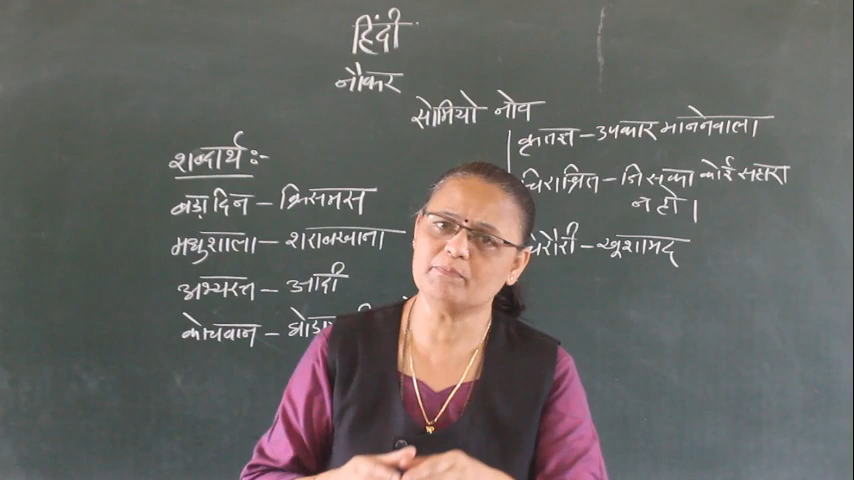 हिंदी
नौकर
सोमियो नोव
शब्दार्थ :-
बड़ा दिन – क्रिसमस
मधुशाला – शराबखाना
अभ्यस्त – आदी
कोचवान –
कृतज्ञ – उपकार माननेवाला
जिसका कोई सहारा
न हो ।
– खुशामद